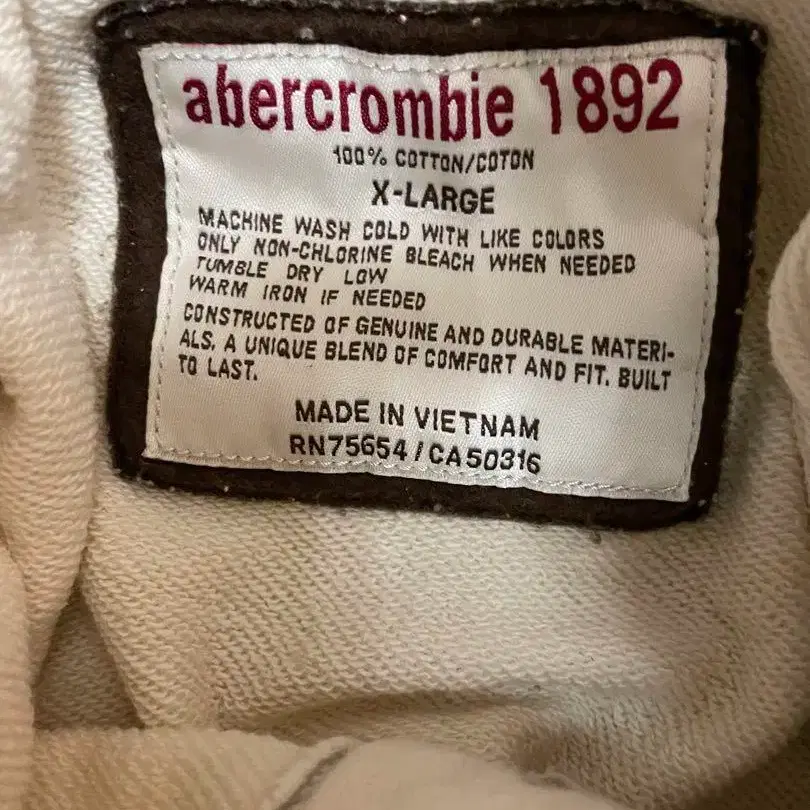 abercrombie 1892
100% COTTON/COTON
X-LARGE
MACHINE WASH COLD WITH LIKE COLORS
ONLY NON-CHLORINE BLEACH WHEN NEEDED
TUMBLE DRY LOW
WARM IRON IF NEEDED
CONSTRUCTED OF GENUINE AND DURABLE MATERI-
ALS. A UNIQUE BLEND OF COMFORT AND FIT. BUILT
TO LAST.
MADE IN VIETNAM
RN75654/CA50316